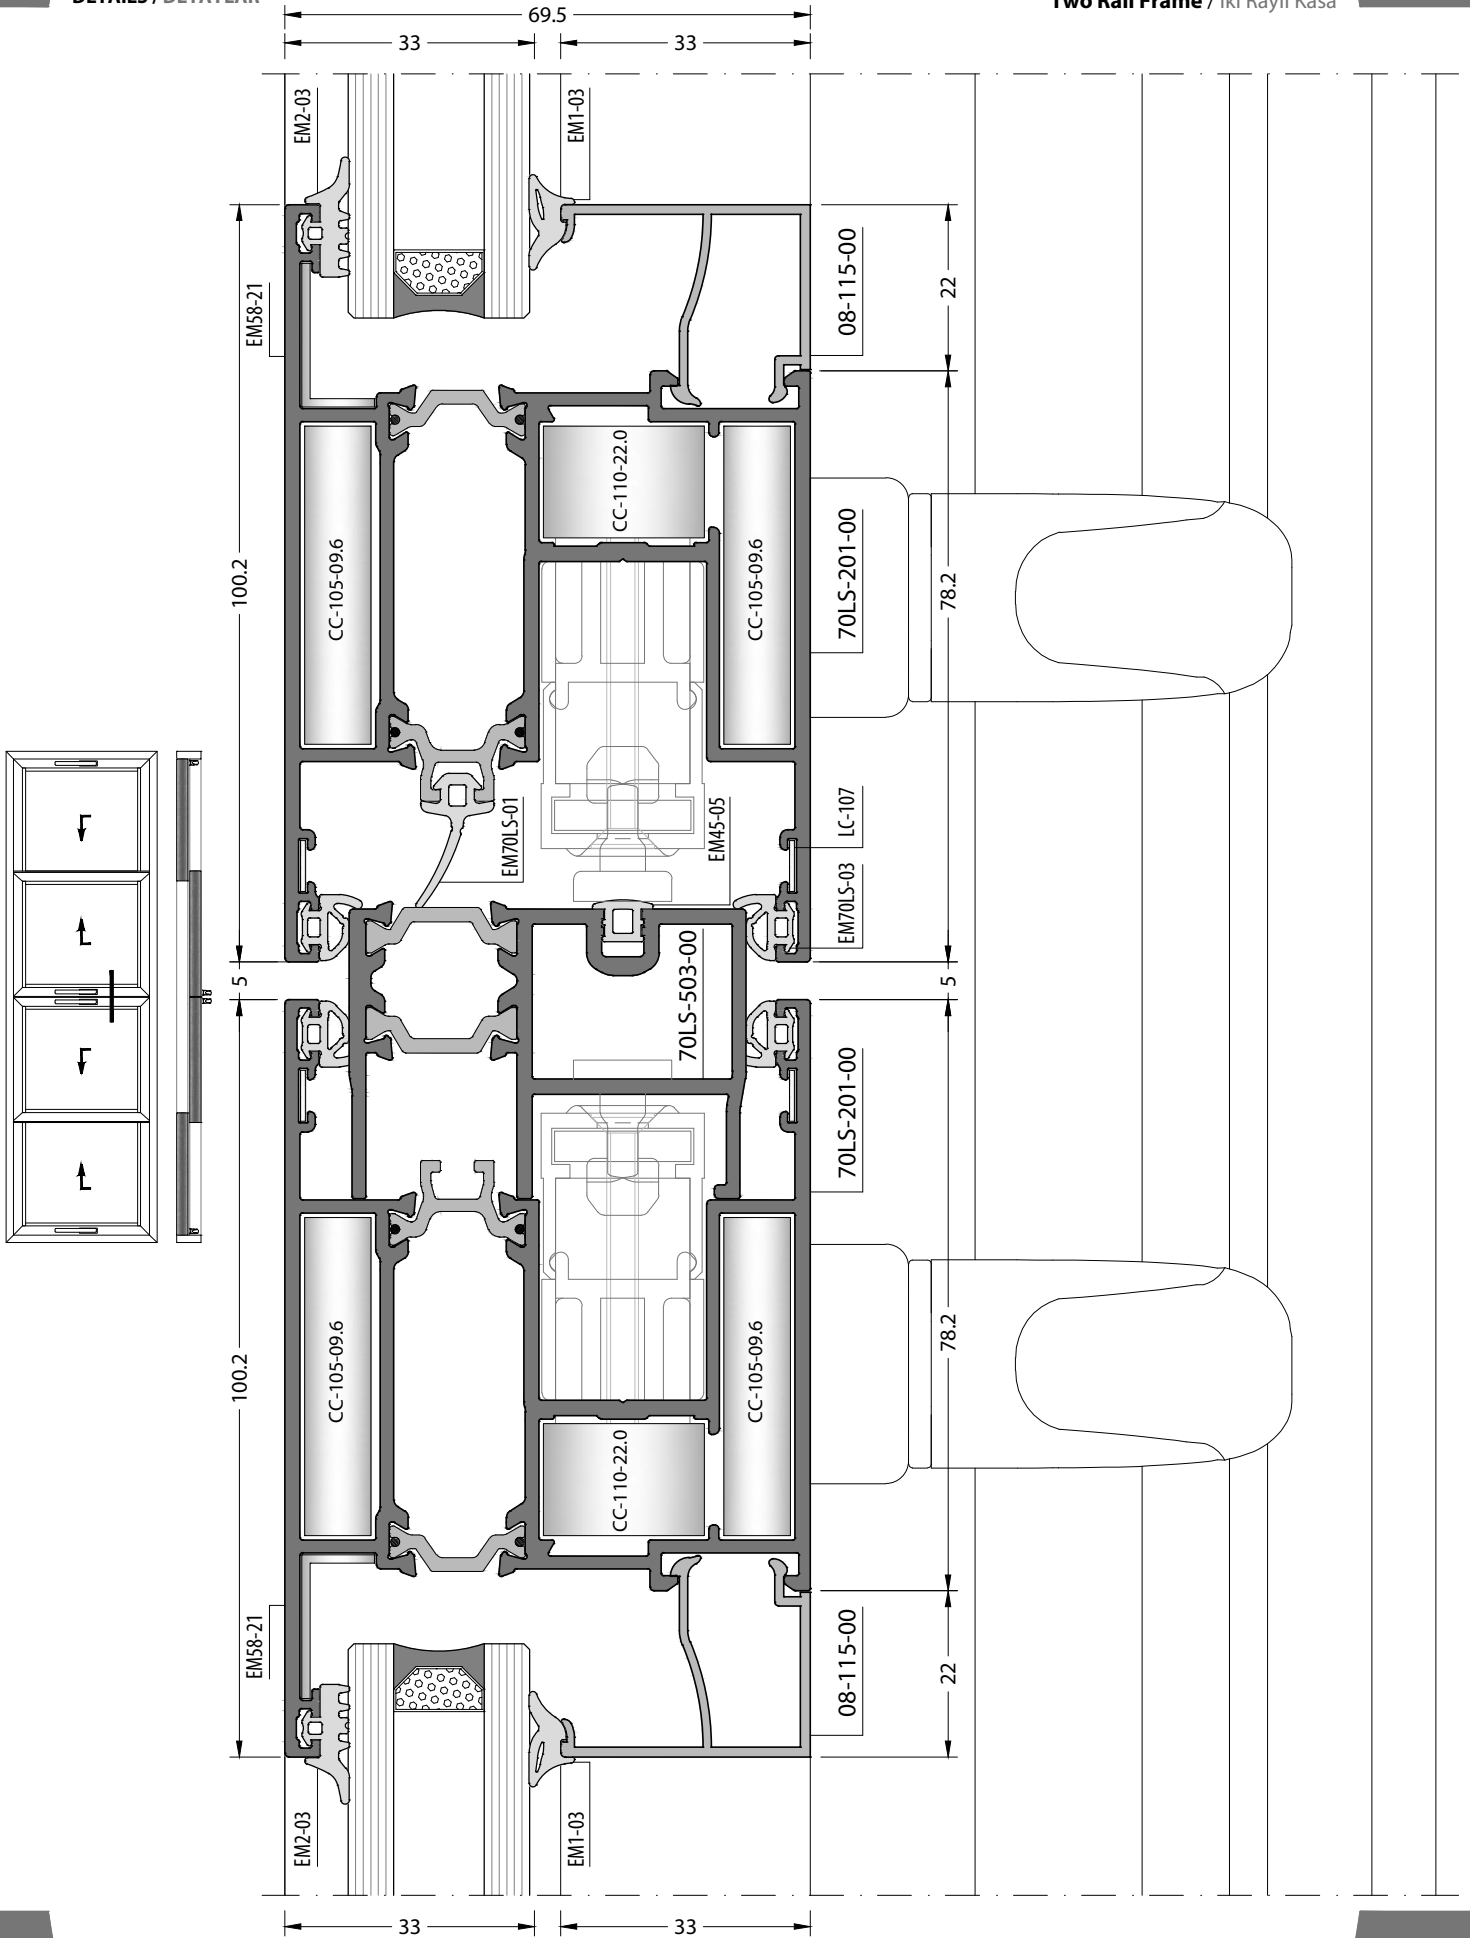 DETAILS / DETAYLAR
Two Rail Frame / İki Raylı Kasa
69.5
33
33
EM2-03
EM1-03
EM58-21
08-115-00
22
CC-110-22.0
CC-105-09.6
CC-105-09.6
70LS-201-00
100.2
78.2
EM70LS-01
EM45-05
LC-107
EM70LS-03
5
5
70LS-503-00
70LS-201-00
CC-105-09.6
CC-105-09.6
100.2
78.2
CC-110-22.0
EM58-21
08-115-00
22
EM2-03
EM1-03
33
33